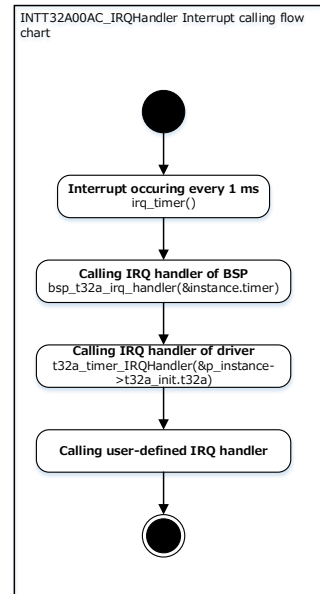 INTT32A00AC_IRQHandler Interrupt calling flow
chart
Interrupt occuring every 1 ms
irq_timer()
Calling IRQ handler of BSP
bsp_t32a_irq_handler(&instance.timer)
Calling IRQ handler of driver
t32a_timer_IRQHandler(&p_instance-
>t32a_init.t32a)
Calling user-defined IRQ handler